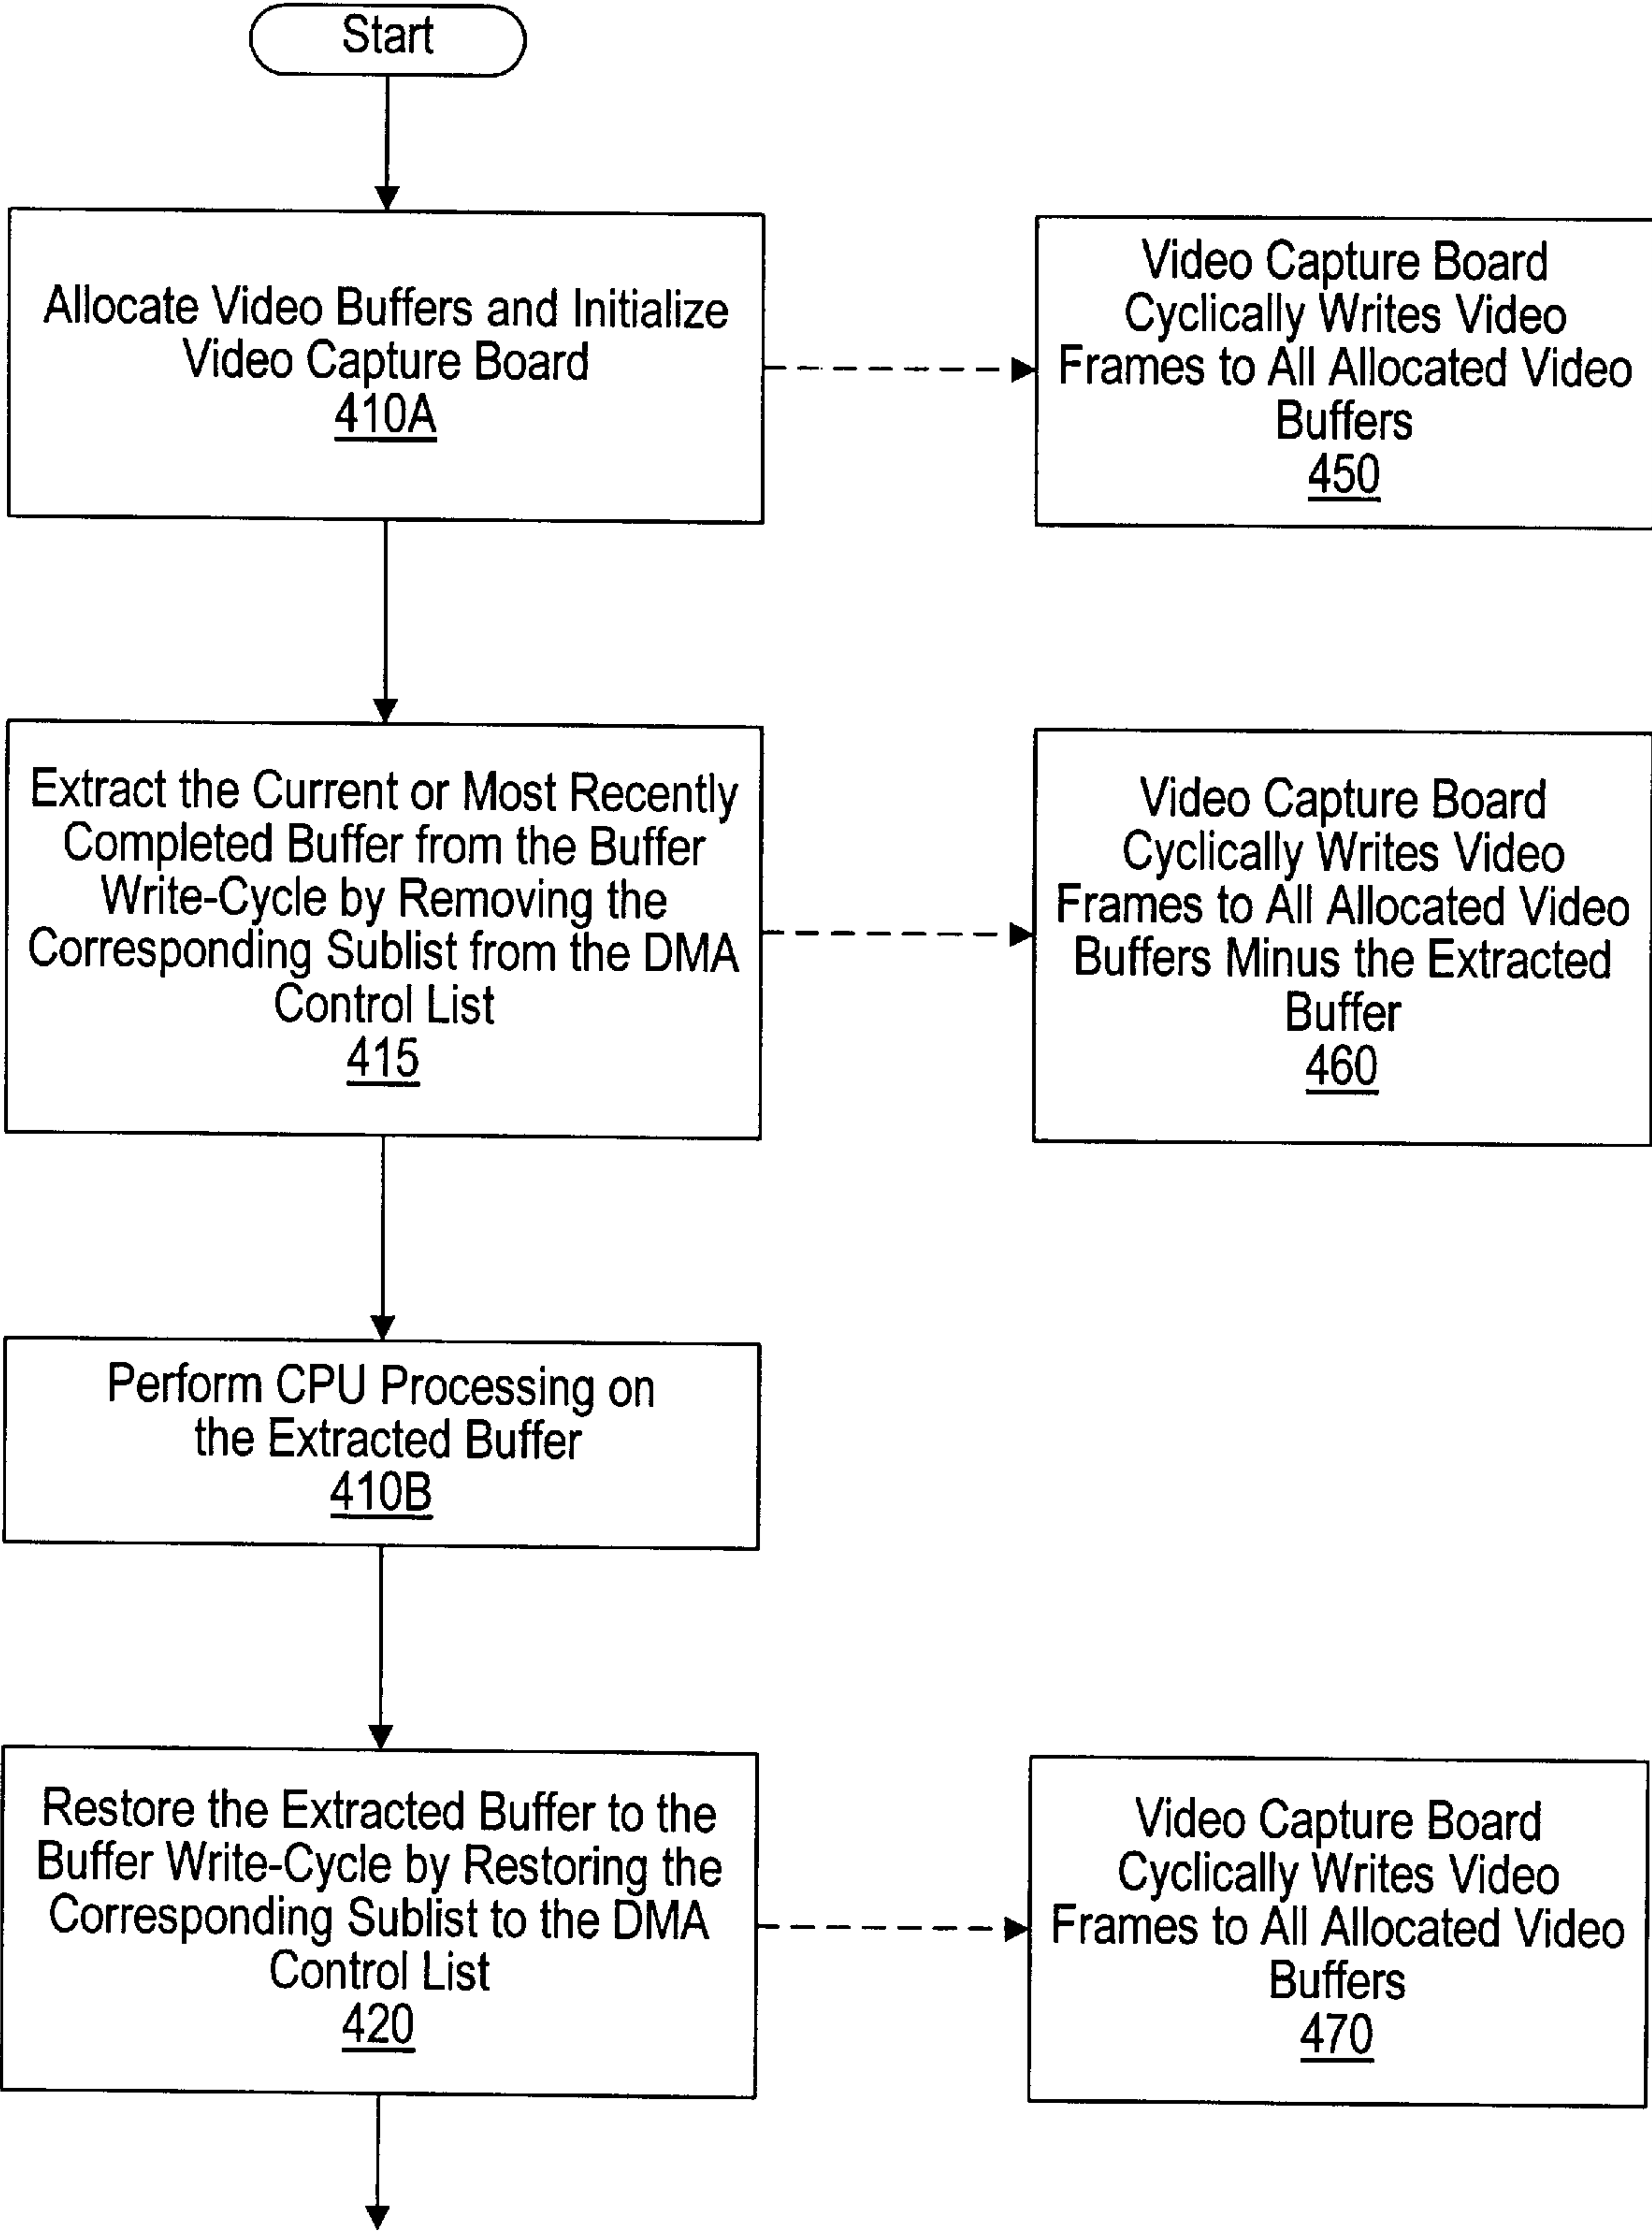 Start
Allocate Video Buffers and Initialize
Video Capture Board
410A
Video Capture Board
Cyclically Writes Video
Frames to All Allocated Video
Buffers
450
Extract the Current or Most Recently
Completed Buffer from the Buffer
Write-Cycle by Removing the
Corresponding Sublist from the DMA
Control List
415
Video Capture Board
Cyclically Writes Video
Frames to All Allocated Video
Buffers Minus the Extracted
Buffer
460
Perform CPU Processing on
the Extracted Buffer
410B
Restore the Extracted Buffer to the
Buffer Write-Cycle by Restoring the
Corresponding Sublist to the DMA
Control List
420
Video Capture Board
Cyclically Writes Video
Frames to All Allocated Video
Buffers
470